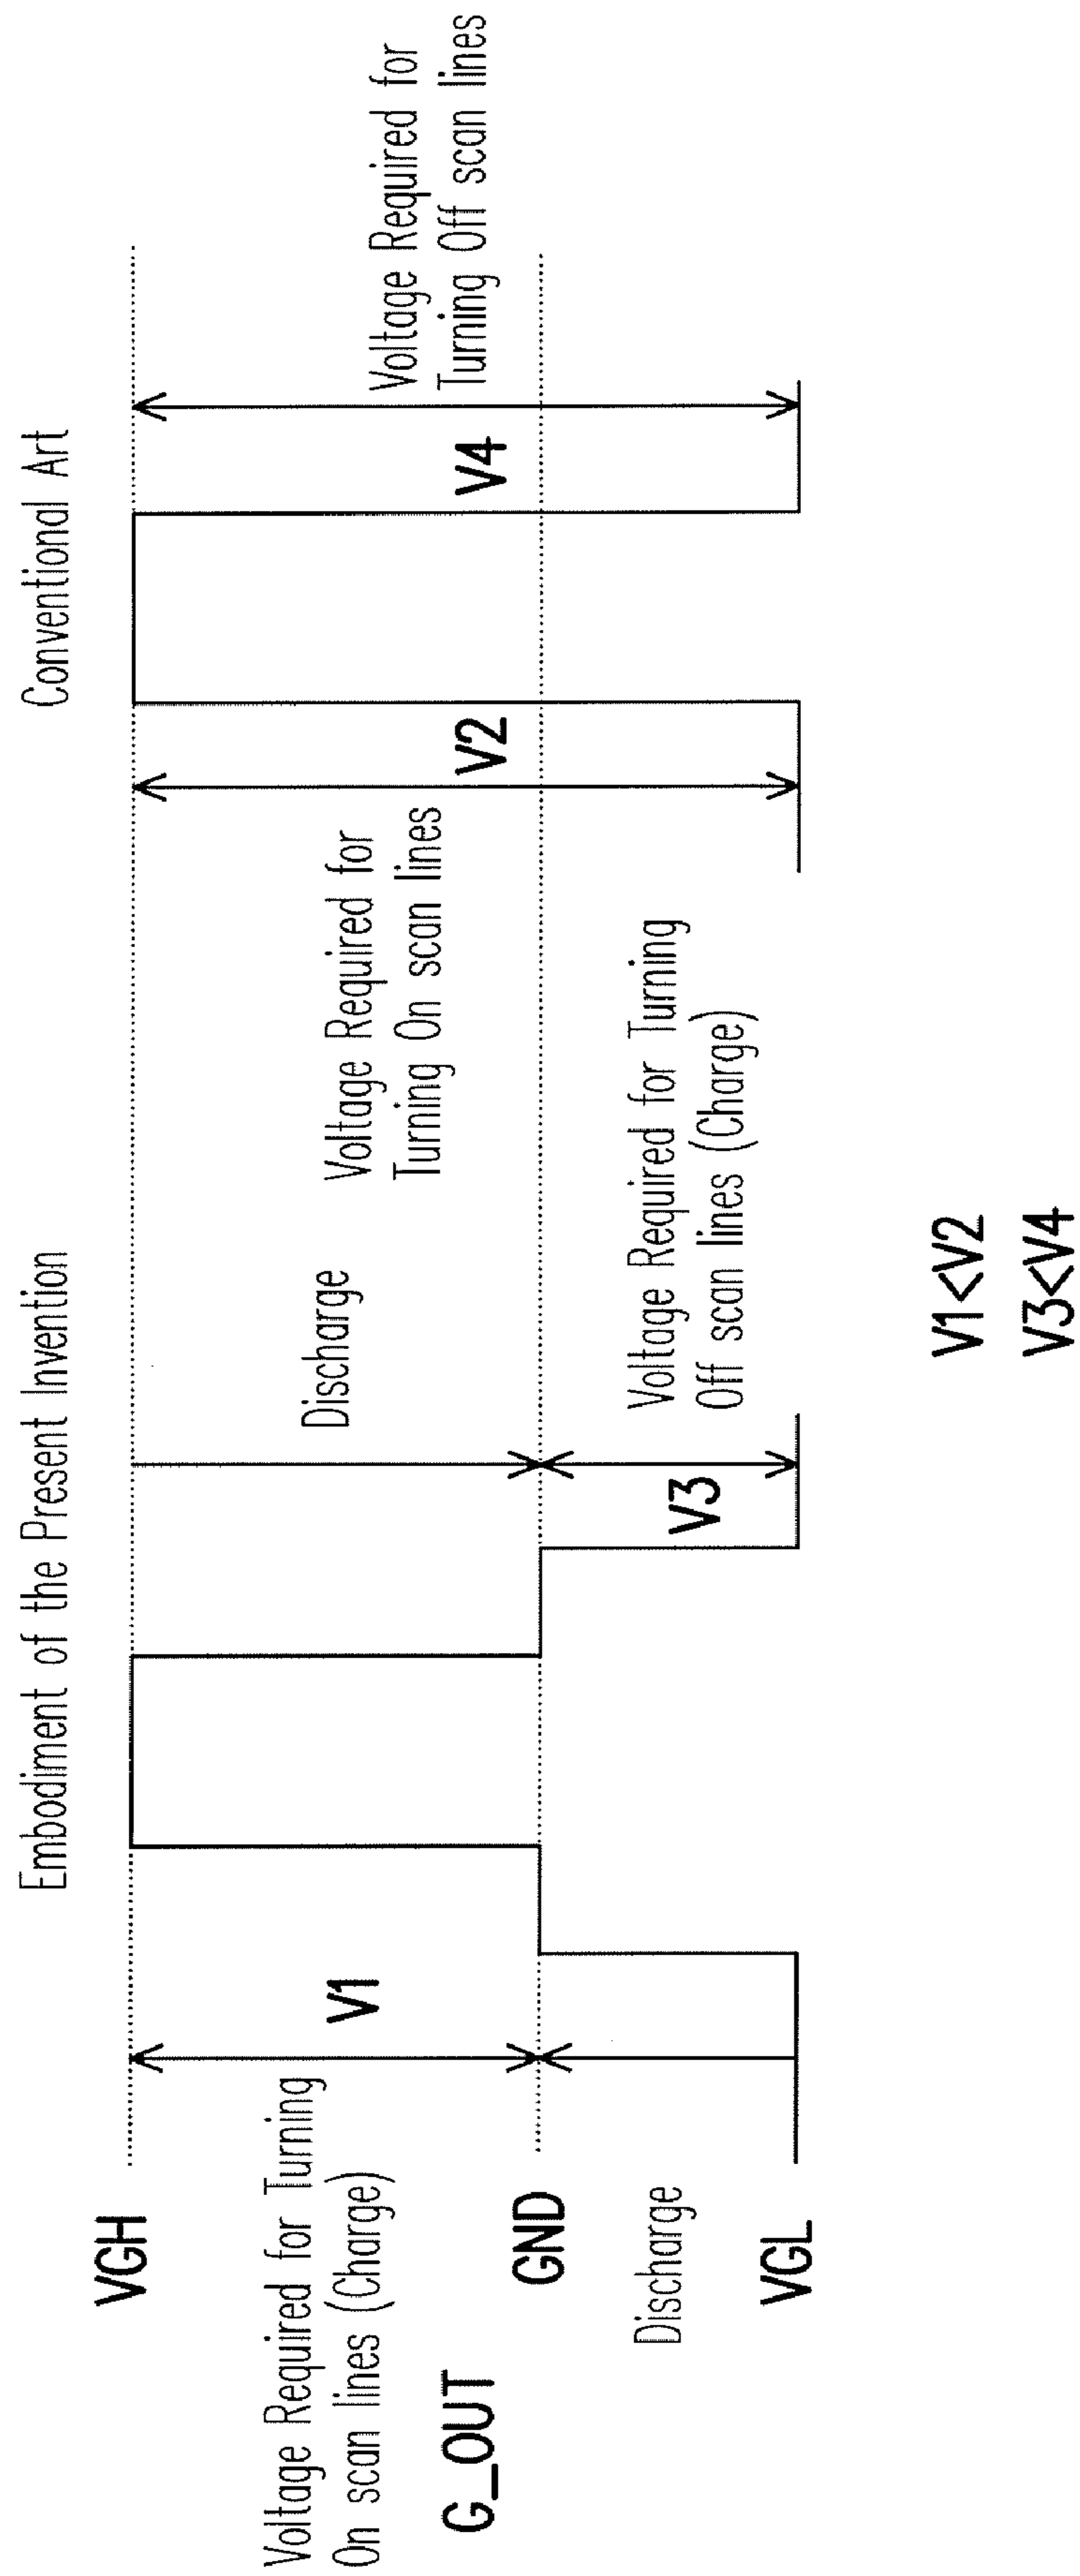 Embodiment of the Present Invention
Conventional Art
VGH
Voltage Required for Turning
On scan lines (Charge)
V1
G_OUT
GND
Discharge
VGL
Discharge
V3
Voltage Required for Turning
Off scan lines (Charge)
Voltage Required for
Turning On scan lines
V2
V4
Voltage Required for
Turning Off scan lines
V1<V2
V3<V4